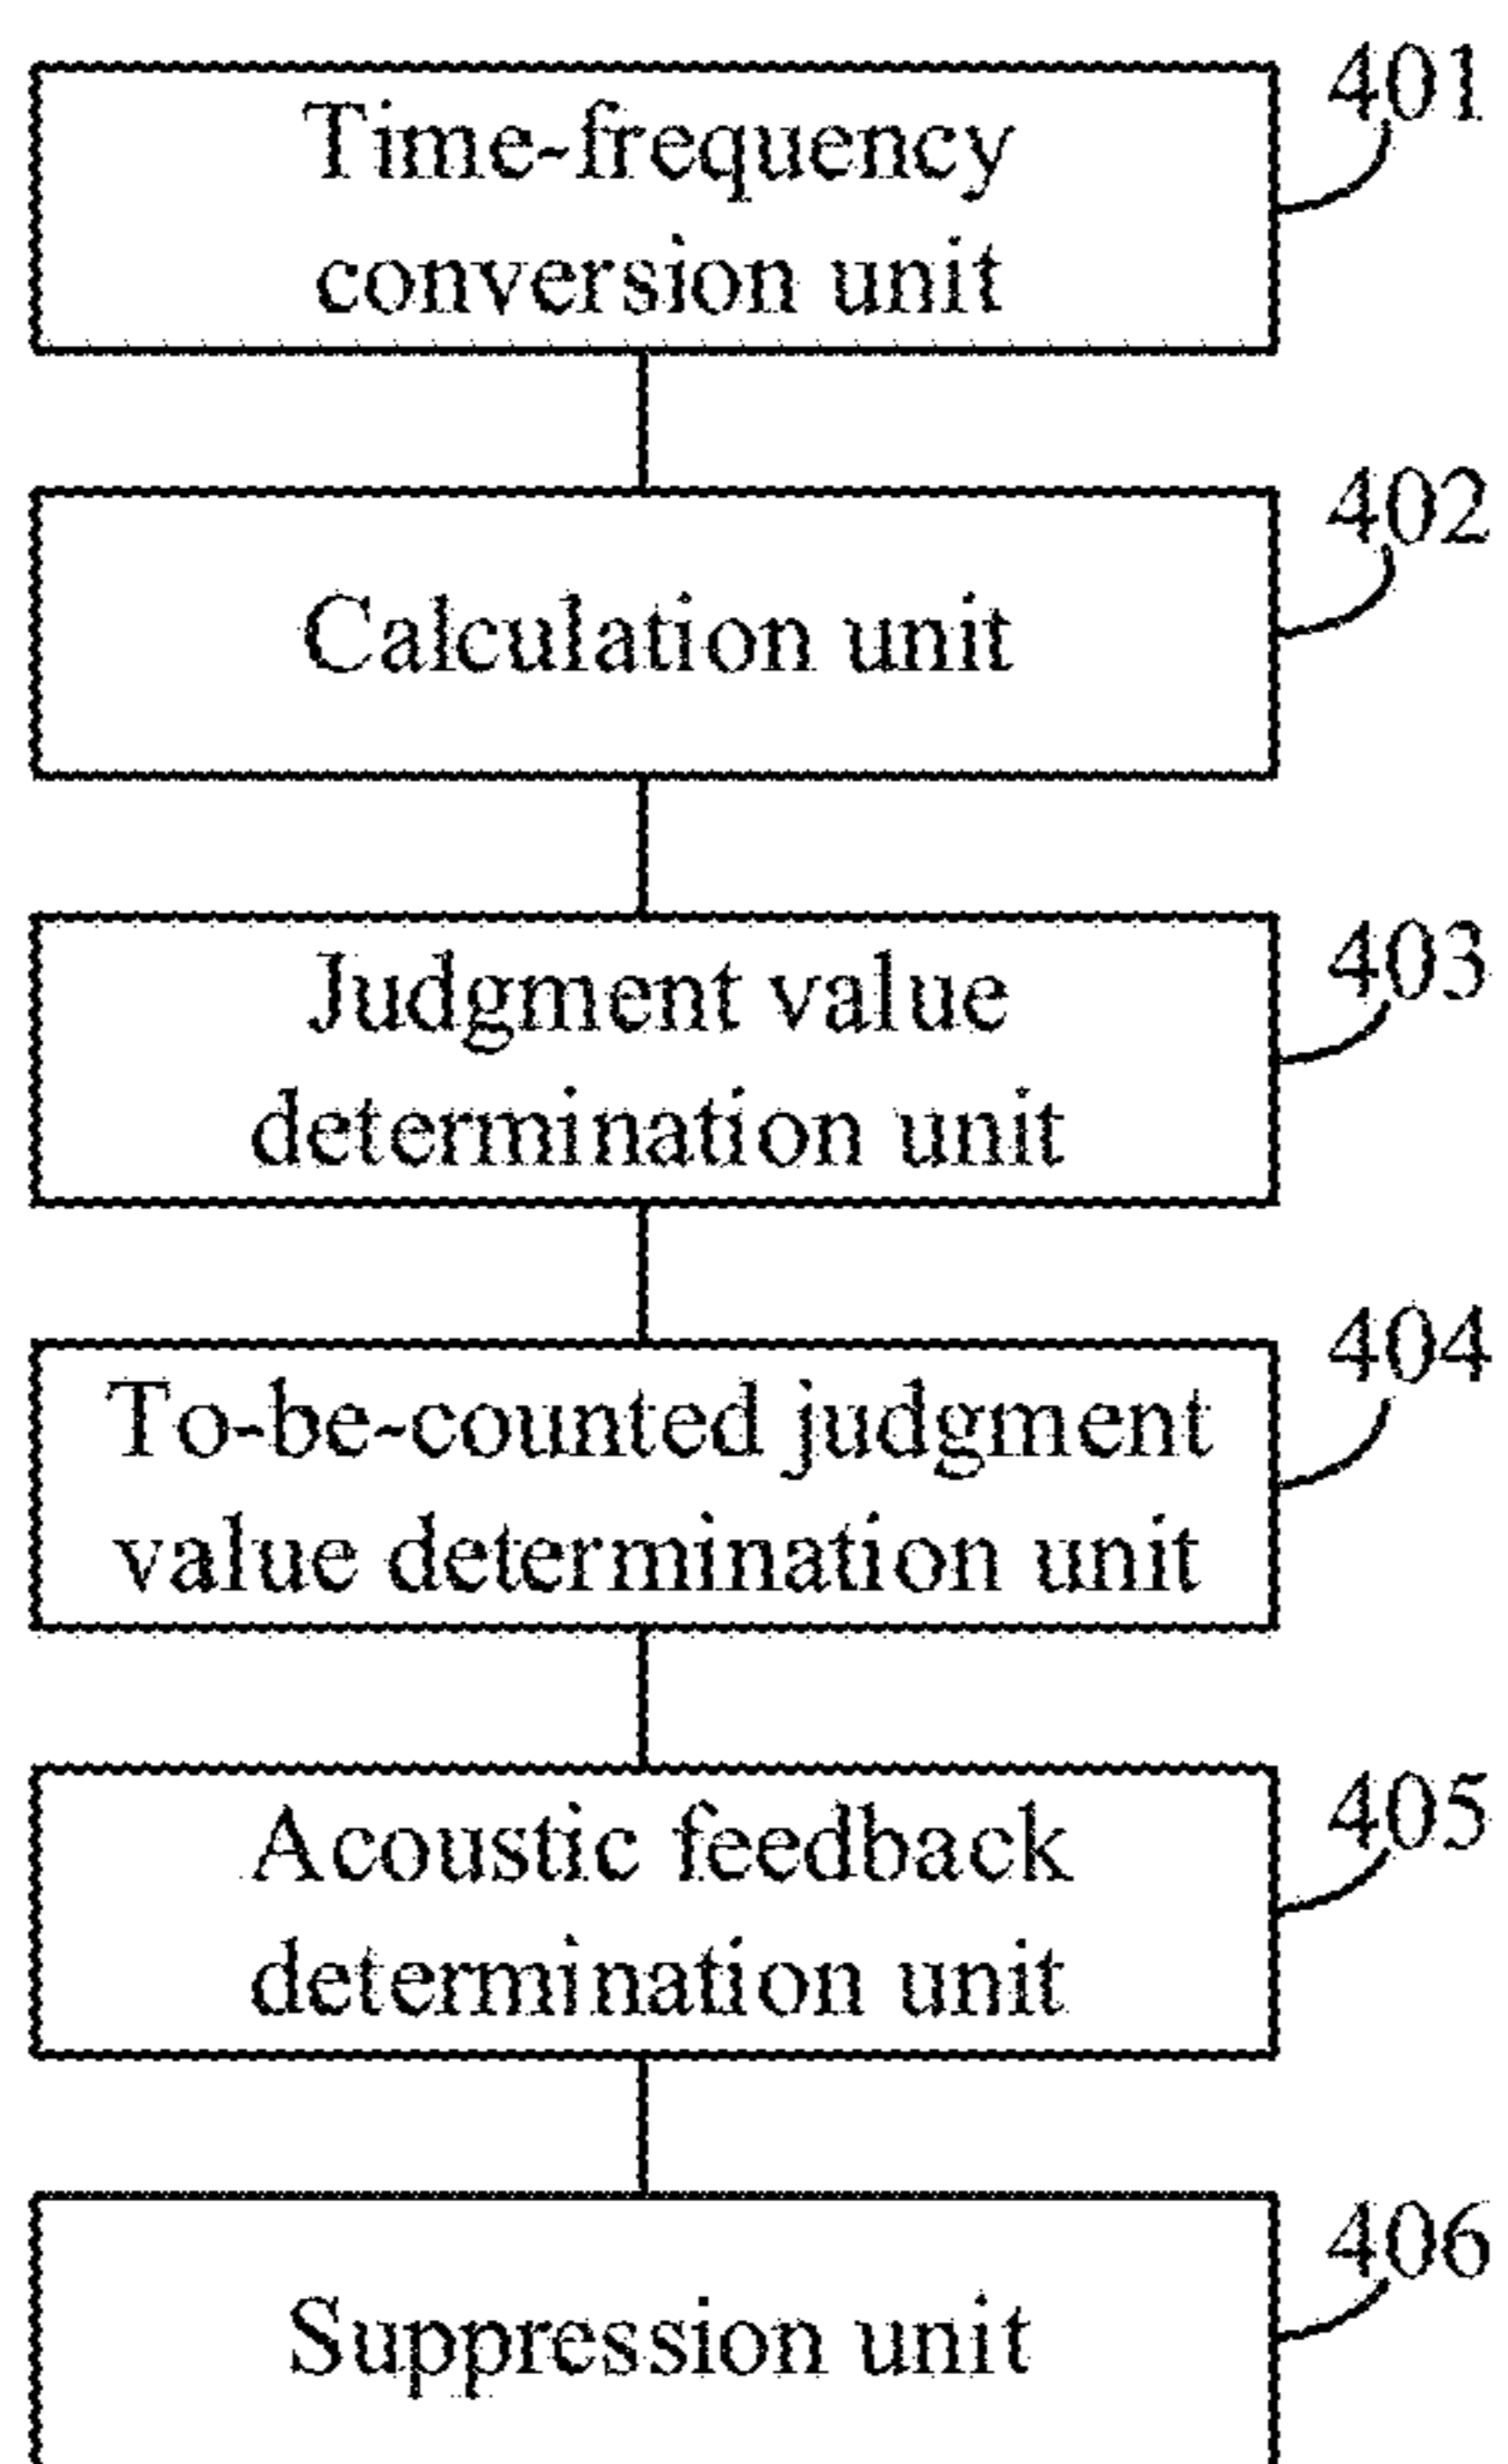 401
Time-frequency
conversion unit
402
Calculation unit
403
Judgment value
determination unit
404
To-be-counted judgment
value determination unit
405
Acoustic feedback
determination unit
406
Suppression unit